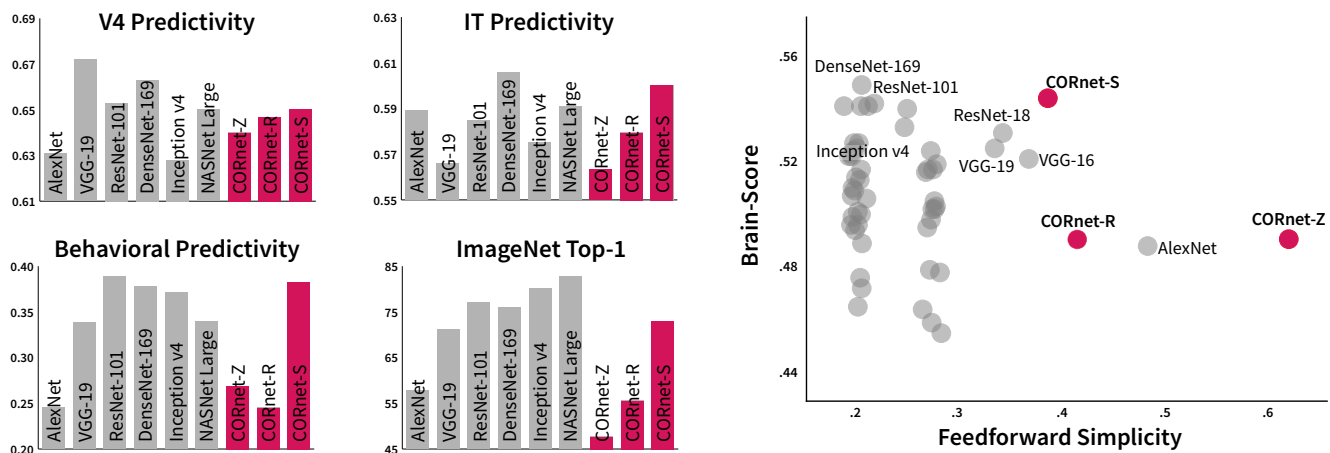 V4 Predictivity
0.69
0.67
0.65
0.63
0.61
AlexNet
VGG-19
ResNet-101
DenseNet-169
Inception v4
NASNet Large
CORnet-Z
CORnet-R
CORnet-S
IT Predictivity
0.63
0.61
0.59
0.57
0.55
AlexNet
VGG-19
ResNet-101
DenseNet-169
Inception v4
NASNet Large
CORnet-Z
CORnet-R
CORnet-S
Behavioral Predictivity
0.40
0.35
0.30
0.25
0.20
AlexNet
VGG-19
ResNet-101
DenseNet-169
Inception v4
NASNet Large
CORnet-Z
CORnet-R
CORnet-S
ImageNet Top-1
85
75
65
55
45
AlexNet
VGG-19
ResNet-101
DenseNet-169
Inception v4
NASNet Large
CORnet-Z
CORnet-R
CORnet-S
Brain-Score
.56
.52
.48
.44
DenseNet-169
ResNet-101
CORnet-S
ResNet-18
Inception v4
VGG-19
VGG-16
CORnet-R
CORnet-Z
AlexNet
.2
.3
.4
.5
.6
Feedforward Simplicity